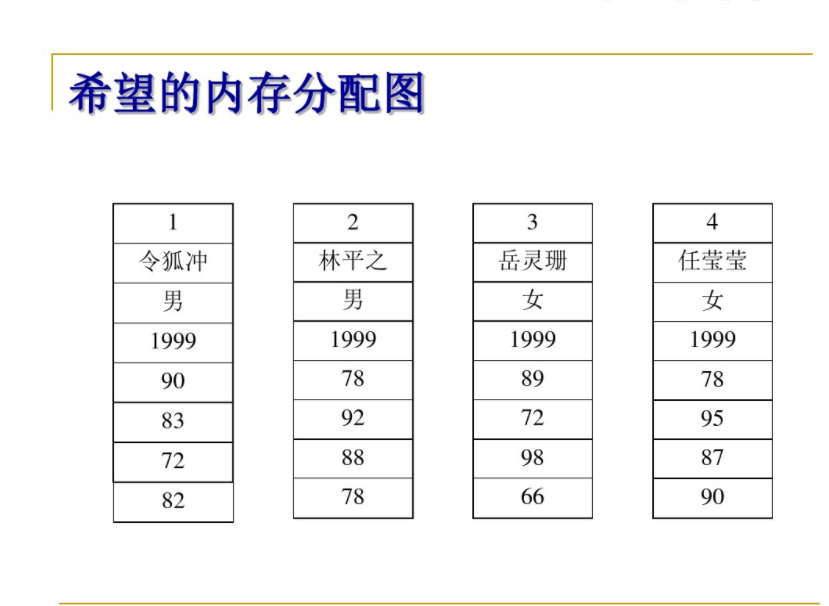 希望的内存分配图
1 2 3 4
令狐冲 林平之 岳灵珊 任莹莹
男 男 女 女
1999 1999 1999 1999
90 78 89 78
83 92 72 95
72 88 98 87
82 78 66 90